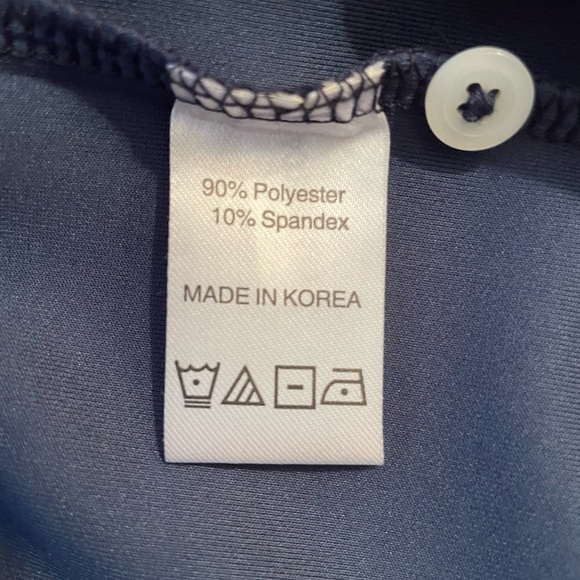 90% Polyester
10% Spandex
MADE IN KOREA